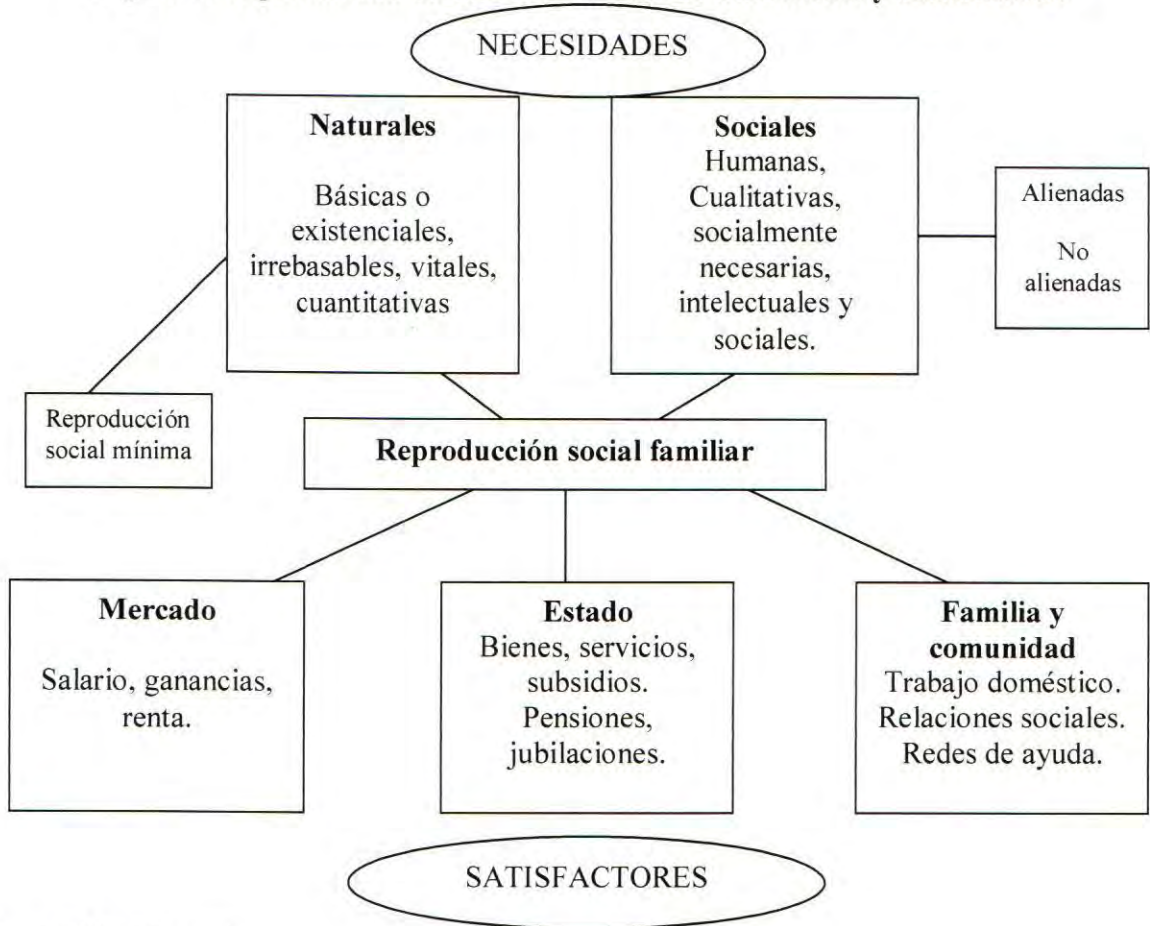 NECESIDADES
Naturales
Básicas o
existenciales,
irrebasables, vitales,
cuantitativas
Sociales
Humanas,
Cualitativas,
socialmente
necesarias,
intelectuales y
sociales.
Alienadas
No
alienadas
Reproducción
social mínima
Reproducción social familiar
Mercado
Salario, ganancias,
renta.
Estado
Bienes, servicios,
subsidios.
Pensiones,
jubilaciones.
Familia y
comunidad
Trabajo doméstico.
Relaciones sociales.
Redes de ayuda.
SATISFACTORES